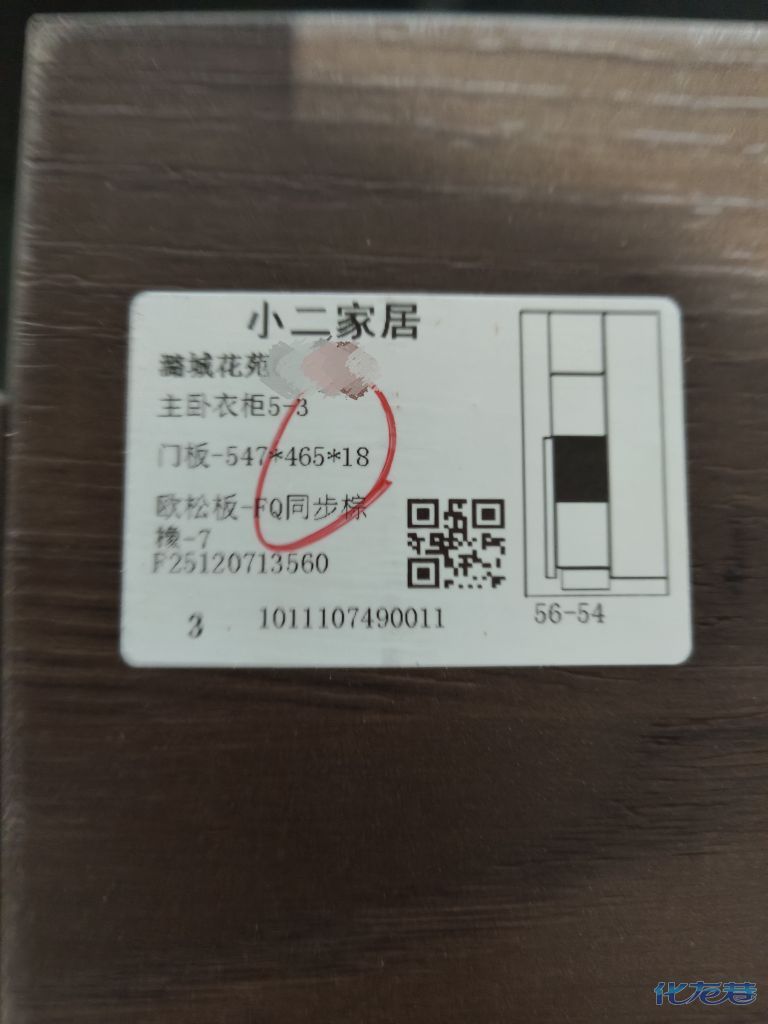 小二家居
潞城花苑
主卧衣柜5-3
门板-547*465*18
欧松板-FQ同步棕
橡-7
F25120713560
3 1011107490011
56-54
化龙巷